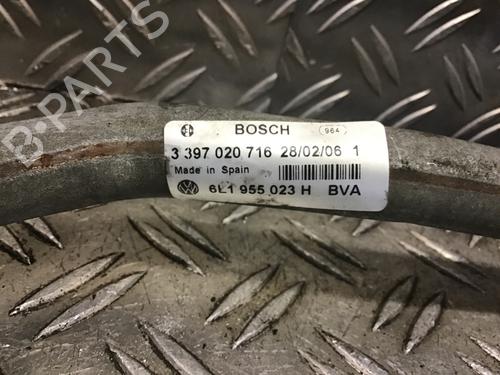 B-PARTS
BOSCH 964
3 397 020 716 28/02/06 1
Made in Spain
6L1 955 023 H BVA